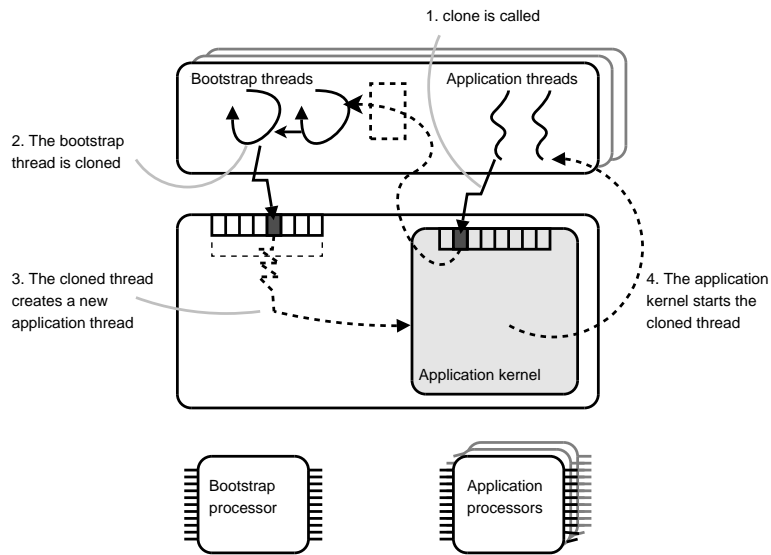 1. clone is called
Bootstrap threads
Application threads
2. The bootstrap
thread is cloned
3. The cloned thread
creates a new
application thread
4. The application
kernel starts the
cloned thread
Application kernel
Bootstrap
processor
Application
processors